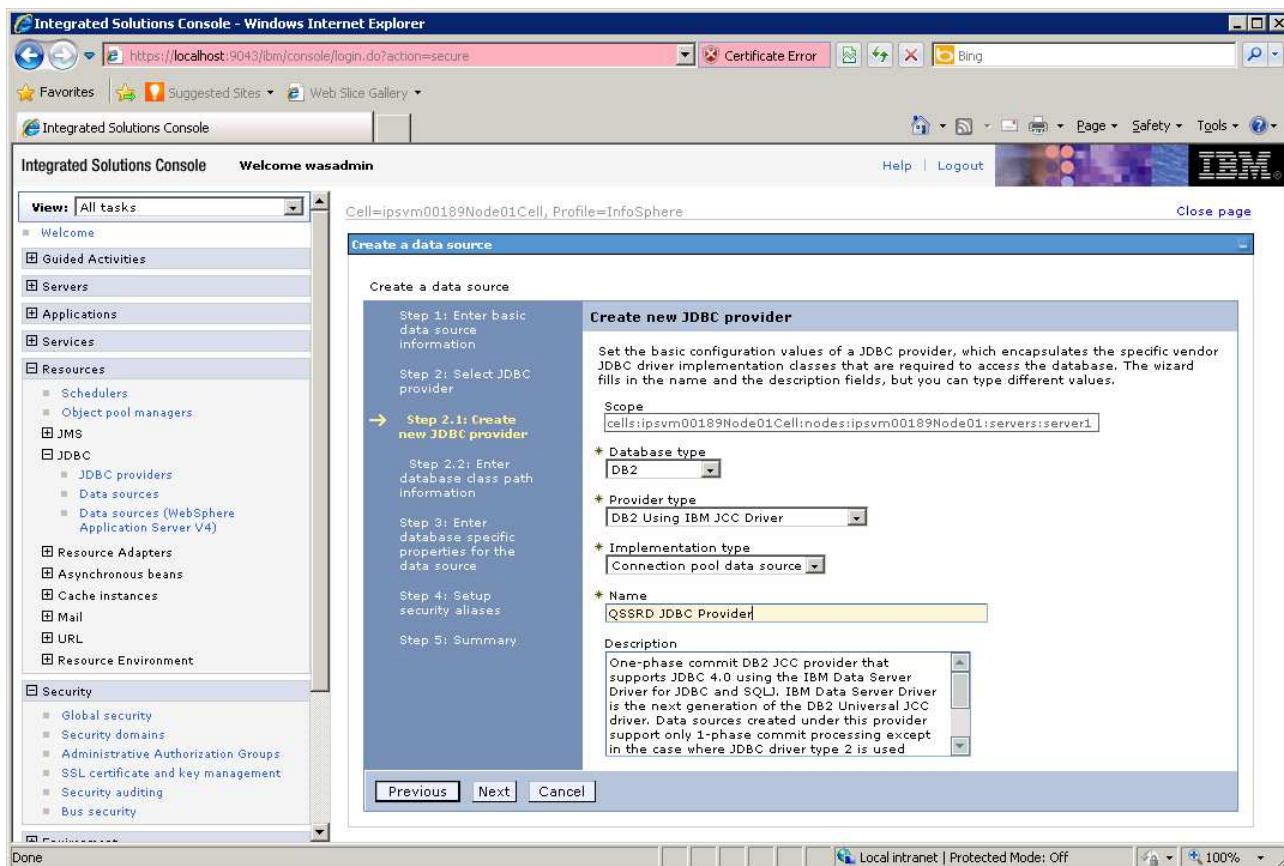 Integrated Solutions Console - Windows Internet Explorer
https://localhost:9043/ibm/console/login.do?action=secure
Certificate Error
Bing
Favorites
Suggested Sites
Web Slice Gallery
Integrated Solutions Console
Page
Safety
Tools
Integrated Solutions Console Welcome wasadmin
Help | Logout
IBM
View: All tasks
Welcome
Guided Activities
Servers
Applications
Services
Resources
Schedulers
Object pool managers
JMS
JDBC
JDBC providers
Data sources
Data sources (WebSphere
Application Server V4)
Resource Adapters
Asynchronous beans
Cache instances
Mail
URL
Resource Environment
Security
Global security
Security domains
Administrative Authorization Groups
SSL certificate and key management
Security auditing
Bus security
Environment
Cell=ipsvm00189Node01Cell, Profile=InfoSphere
Close page
Create a data source
Create a data source
Step 1: Enter basic
data source
information
Step 2: Select JDBC
provider
Step 2.1: Create
new JDBC provider
Step 2.2: Enter
database class path
information
Step 3: Enter
database specific
properties for the
data source
Step 4: Setup
security aliases
Step 5: Summary
Create new JDBC provider
Set the basic configuration values of a JDBC provider, which encapsulates the specific vendor
JDBC driver implementation classes that are required to access the database. The wizard
fills in the name and the description fields, but you can type different values.
Scope
cells:ipsvm00189Node01Cell:nodes:ipsvm00189Node01:servers:server1
* Database type
DB2
* Provider type
DB2 Using IBM JCC Driver
* Implementation type
Connection pool data source
* Name
QSSRD JDBC Provider
Description
One-phase commit DB2 JCC provider that
supports JDBC 4.0 using the IBM Data Server
Driver for JDBC and SQLJ. IBM Data Server Driver
is the next generation of the DB2 Universal JCC
driver. Data sources created under this provider
support only 1-phase commit processing except
in the case where JDBC driver type 2 is used
Previous
Next
Cancel
Done
Local intranet | Protected Mode: Off
100%